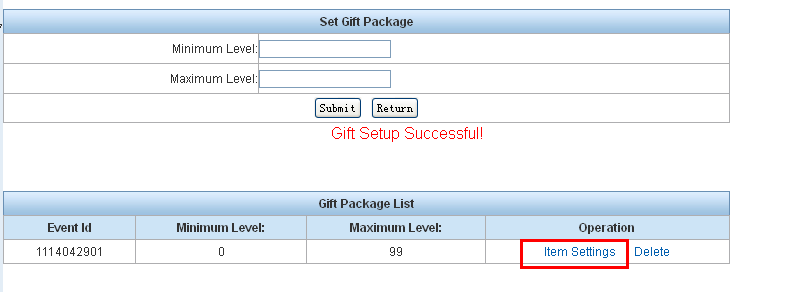 Set Gift Package
Minimum Level:
Maximum Level:
Submit Return
Gift Setup Successful!
Gift Package List
Event Id Minimum Level: Maximum Level: Operation
1114042901 0 99 Item Settings Delete